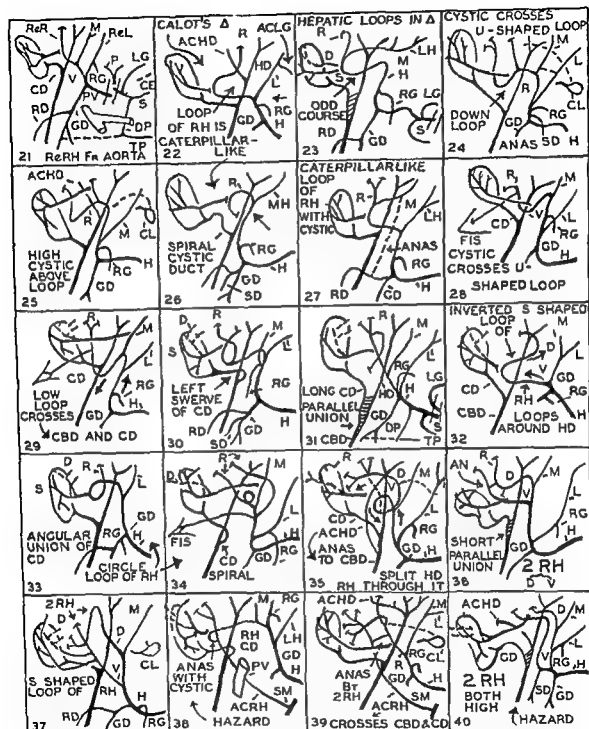 ReR M ReL
V RG P LG
CD PV CE
RD S
GD DP
21 ReRH Fn AORTA TP
CALOT'S Δ
ACHD R ACLG
HD L
LOOP OF RH IS CATERPILLAR-LIKE
RG
GD H
22
HEPATIC LOOPS IN Δ
R LH
D M
S H
ODD COURSE
RG LG
RD GD S
23
CYSTIC CROSSES U-SHAPED LOOP
M
R L
CL
DOWN LOOP
RG
GD
24 ANAS SD H
ACHD
R
M CL
HIGH CYSTIC ABOVE LOOP
RG
H
25 GD
R MH
SPIRAL CYSTIC DUCT
RG
H
GD
26 SD
CATERPILLARLIKE LOOP OF RH WITH CYSTIC
R M
LH
ANAS
RG
H
27 RD GD
R M
CD V L
GD RG
FIS H
28 CYSTIC CROSSES U-SHAPED LOOP
R M
L
CD
RG
LOW LOOP CROSSES CBD AND CD
GD H
29
D R M
S L
LEFT SWERVE OF CD
RG
H
30 SD GD
R M
L
LONG CD
HD RG
LG
PARALLEL UNION
GD H
DP S
31 CBD TP
INVERTED S SHAPED LOOP OF
M
D L
CD V
RH GD
CBD RG
H
32 LOOPS AROUND HD
D R
S L
ANGULAR UNION OF CD
GD
RG H
33 CIRCLE LOOP OF RH
R
D M
L
FIS GD
H
CD RG
34 SPIRAL
R V D M
L
CD
ACHD RG
ANAS TO CBD
GD H
35 SPLIT HD RH THROUGH IT
AN R D M
V L
RG
SHORT PARALLEL UNION
GD H
36 2 RH
D
2RH M
D
D L
V CL
S SHAPED LOOP OF RH
H
37 RD GD RG
R M RG
RH LH
CD
ANAS WITH CYSTIC
PV GD
H
ACRH SM
38 HAZARD
ACHD R LM
L
CD RG
R CL
ANAS BT 2RH
GD H
ACRH SM
39 CROSSES CBD & CD
ACHD D M
L
RG CL
V H
2 RH BOTH HIGH
SD GD
40 HAZARD